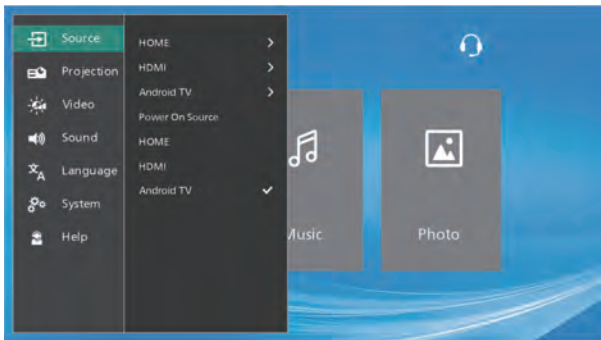 Source
Projection
Video
Sound
Language
System
Help
HOME
HDMI
Android TV
Power On Source
HOME
HDMI
Android TV
Music
Photo